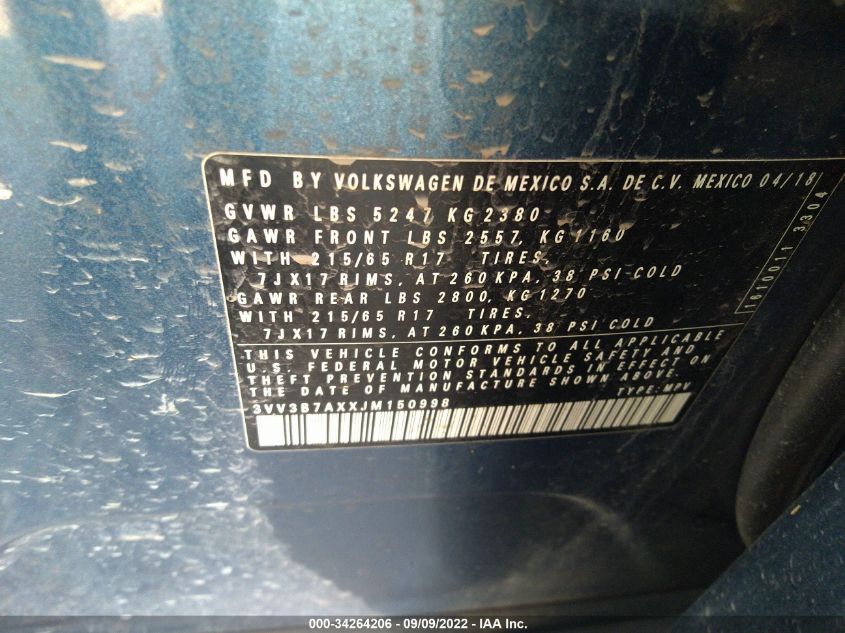 MFD BY VOLKSWAGEN DE MEXICO S.A. DE C.V. MEXICO 04/18
GVWR LBS 5247 KG 2380
GAWR FRONT LBS 2557, KG 1160
WITH 215/65 R17 TIRES,
7JX17 RIMS, AT 260 KPA, 38 PSI COLD
GAWR REAR LBS 2800, KG 1270
WITH 215/65 R17 TIRES,
7JX17 RIMS, AT 260 KPA, 38 PSI COLD
1610011 3304
THIS VEHICLE CONFORMS TO ALL APPLICABLE
U.S. FEDERAL MOTOR VEHICLE SAFETY AND
THEFT PREVENTION STANDARDS IN EFFECT ON
THE DATE OF MANUFACTURE SHOWN ABOVE.
3VV3B7AXXJM150998 TYPE: MPV
000-34264206 - 09/09/2022 - IAA Inc.